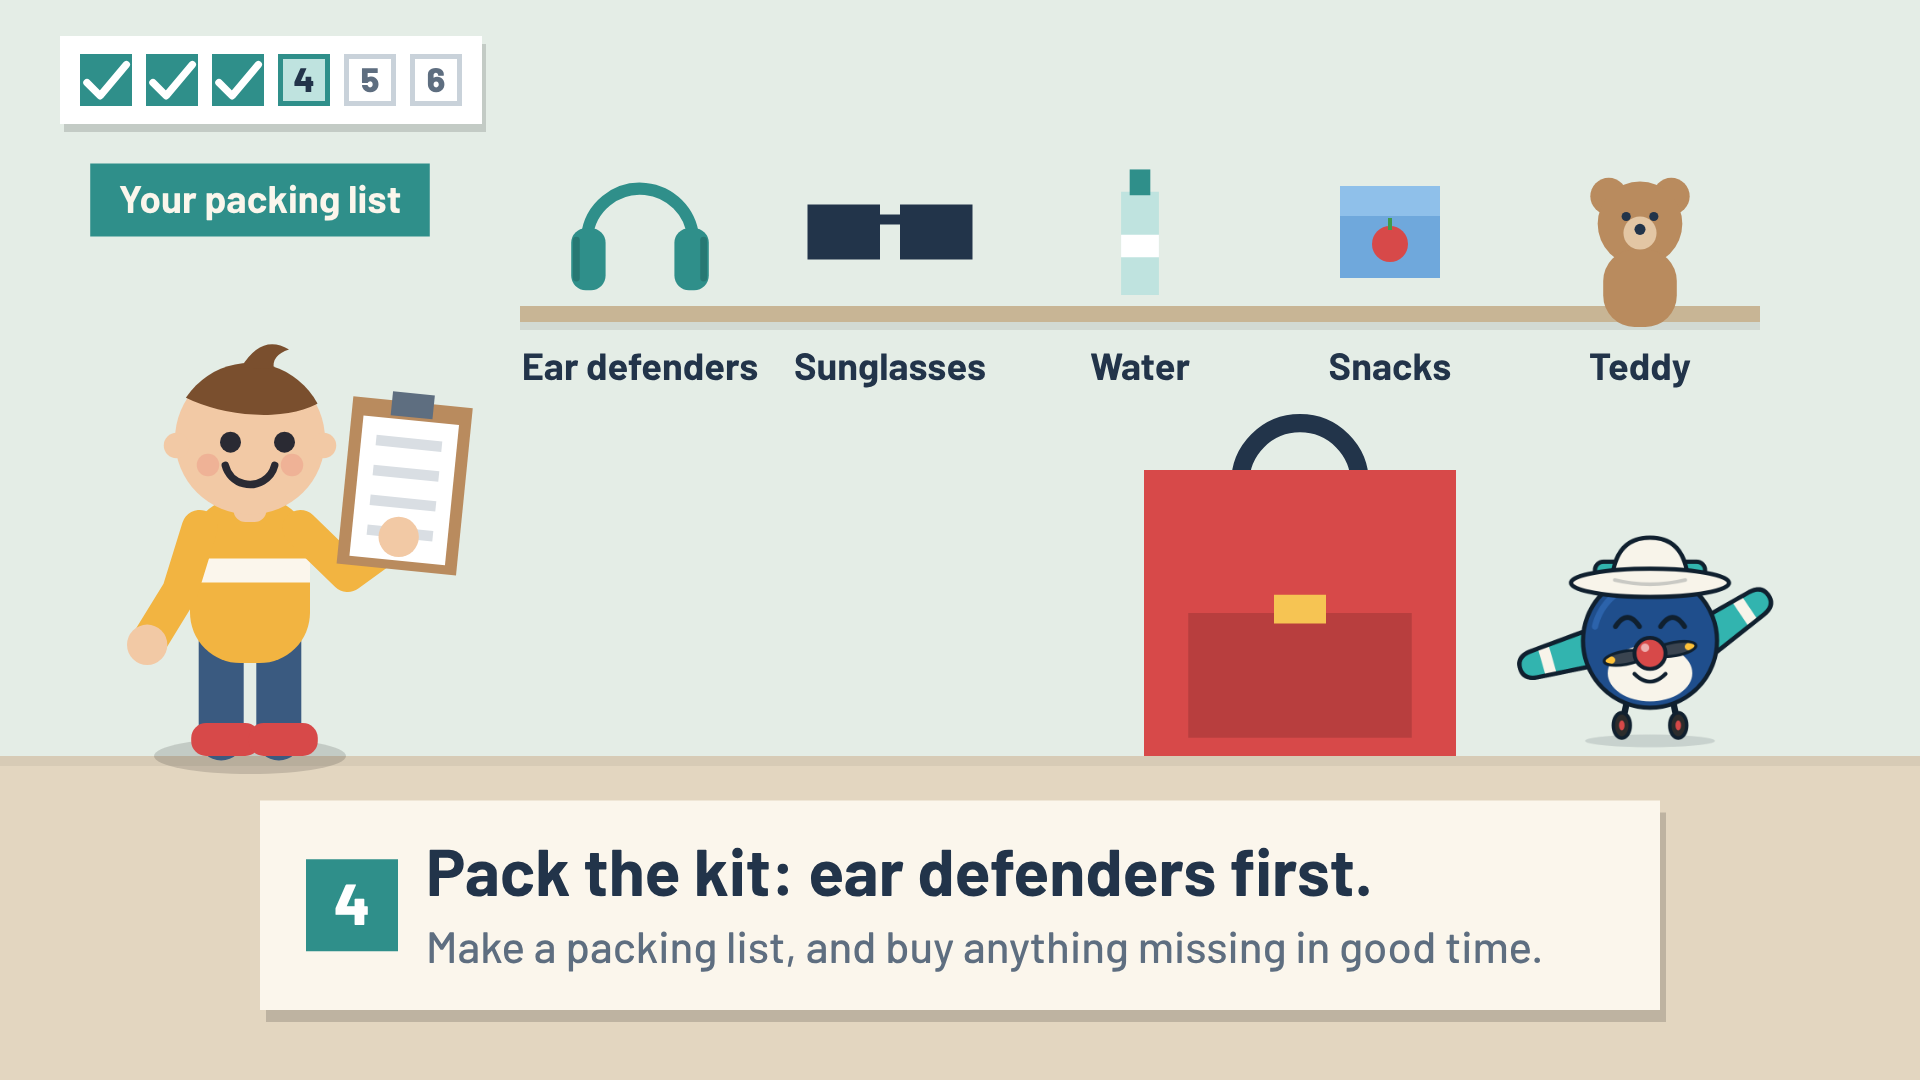 4 5 6
Your packing list
Ear defenders Sunglasses Water Snacks Teddy
4
Pack the kit: ear defenders first.
Make a packing list, and buy anything missing in good time.